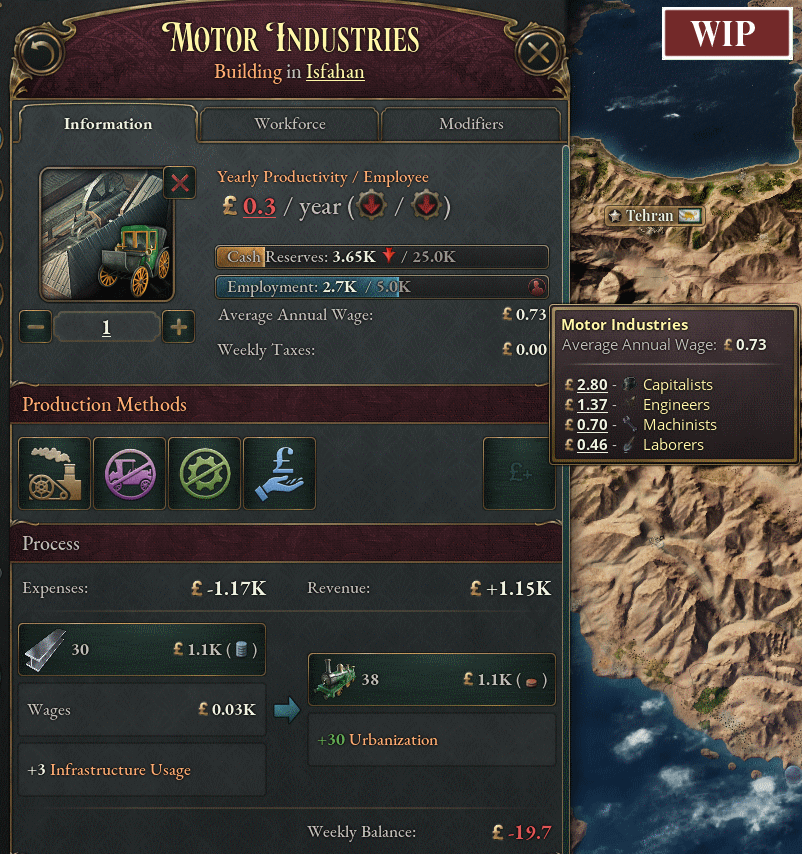 Motor Industries
WIP
Building in Isfahan
Information
Workforce
Modifiers
Yearly Productivity / Employee
£ 0.3 / year ( / )
Tehran
Cash Reserves: 3.65K / 25.0K
Employment: 2.7K / 5.0K
1
Average Annual Wage: £ 0.73
Weekly Taxes: £ 0.00
Motor Industries
Average Annual Wage: £ 0.73
£ 2.80 - Capitalists
£ 1.37 - Engineers
£ 0.70 - Machinists
£ 0.46 - Laborers
Production Methods
£
£+
Process
Expenses: £ -1.17K
Revenue: £ +1.15K
30 £ 1.1K ( )
38 £ 1.1K ( )
Wages £ 0.03K
+30 Urbanization
+3 Infrastructure Usage
Weekly Balance: £ -19.7